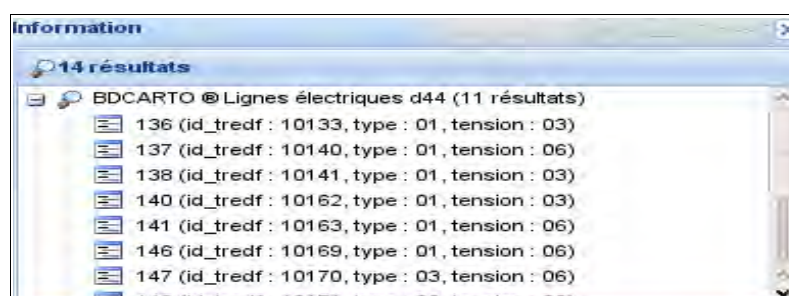 Information
14 résultats
BDCARTO ® Lignes électriques d44 (11 résultats)
136 (id_tredf : 10133, type : 01, tension : 03)
137 (id_tredf : 10140, type : 01, tension : 06)
138 (id_tredf : 10141, type : 01, tension : 03)
140 (id_tredf : 10162, type : 01, tension : 03)
141 (id_tredf : 10163, type : 01, tension : 06)
146 (id_tredf : 10169, type : 01, tension : 06)
147 (id_tredf : 10170, type : 03, tension : 06)